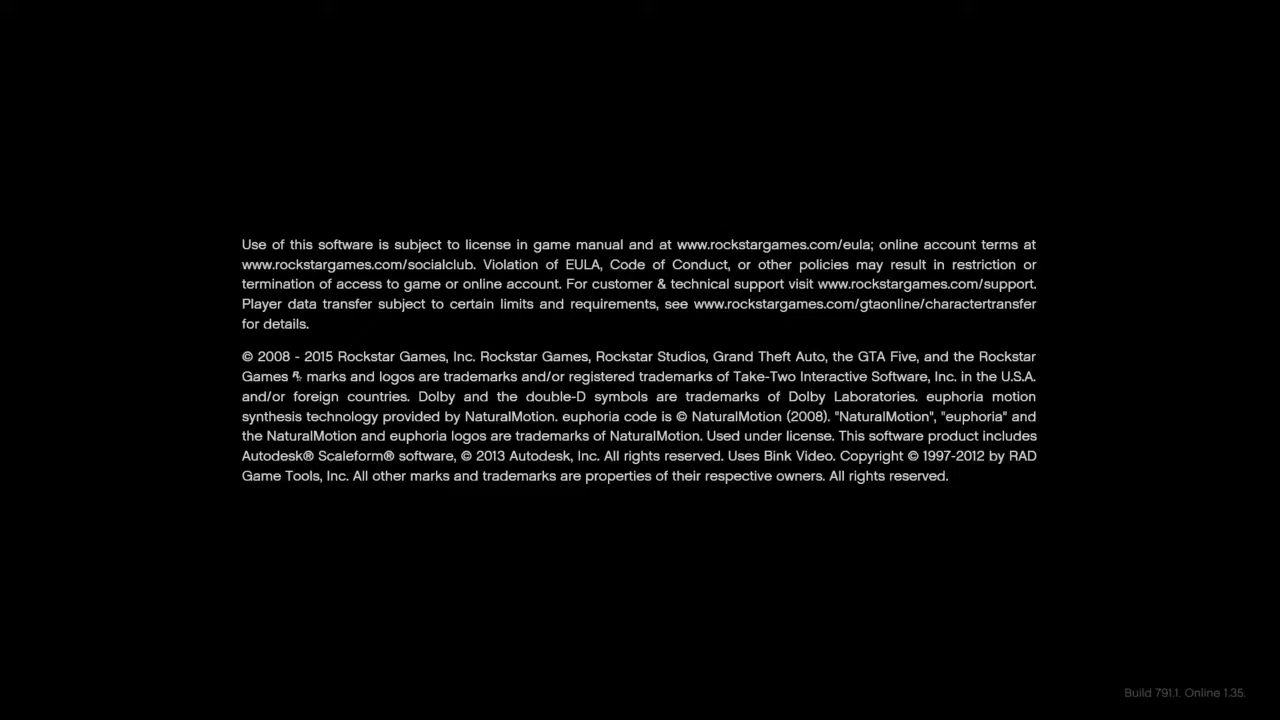 Use of this software is subject to license in game manual and at www.rockstargames.com/eula; online account terms at
www.rockstargames.com/socialclub. Violation of EULA, Code of Conduct, or other policies may result in restriction or
termination of access to game or online account. For customer & technical support visit www.rockstargames.com/support.
Player data transfer subject to certain limits and requirements, see www.rockstargames.com/gtaonline/charactertransfer
for details.
© 2008 - 2015 Rockstar Games, Inc. Rockstar Games, Rockstar Studios, Grand Theft Auto, the GTA Five, and the Rockstar
Games R* marks and logos are trademarks and/or registered trademarks of Take-Two Interactive Software, Inc. in the U.S.A.
and/or foreign countries. Dolby and the double-D symbols are trademarks of Dolby Laboratories. euphoria motion
synthesis technology provided by NaturalMotion. euphoria code is © NaturalMotion (2008). "NaturalMotion", "euphoria" and
the NaturalMotion and euphoria logos are trademarks of NaturalMotion. Used under license. This software product includes
Autodesk® Scaleform® software, © 2013 Autodesk, Inc. All rights reserved. Uses Bink Video. Copyright © 1997-2012 by RAD
Game Tools, Inc. All other marks and trademarks are properties of their respective owners. All rights reserved.
Build 791.1. Online 1.35.